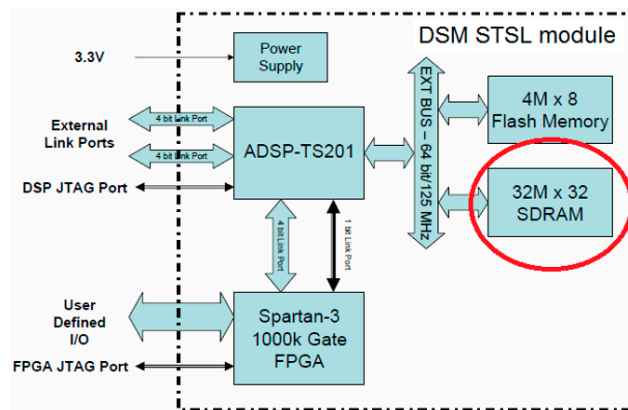 DSM STSL module
3.3V
Power
Supply
4 bit Link Port
External
Link Ports
4 bit Link Port
ADSP-TS201
EXT BUS – 64 bit/125 MHz
4M x 8
Flash Memory
DSP JTAG Port
32M x 32
SDRAM
4 bit Link Port
1 bit Link Port
User
Defined
I/O
Spartan-3
1000k Gate
FPGA
FPGA JTAG Port